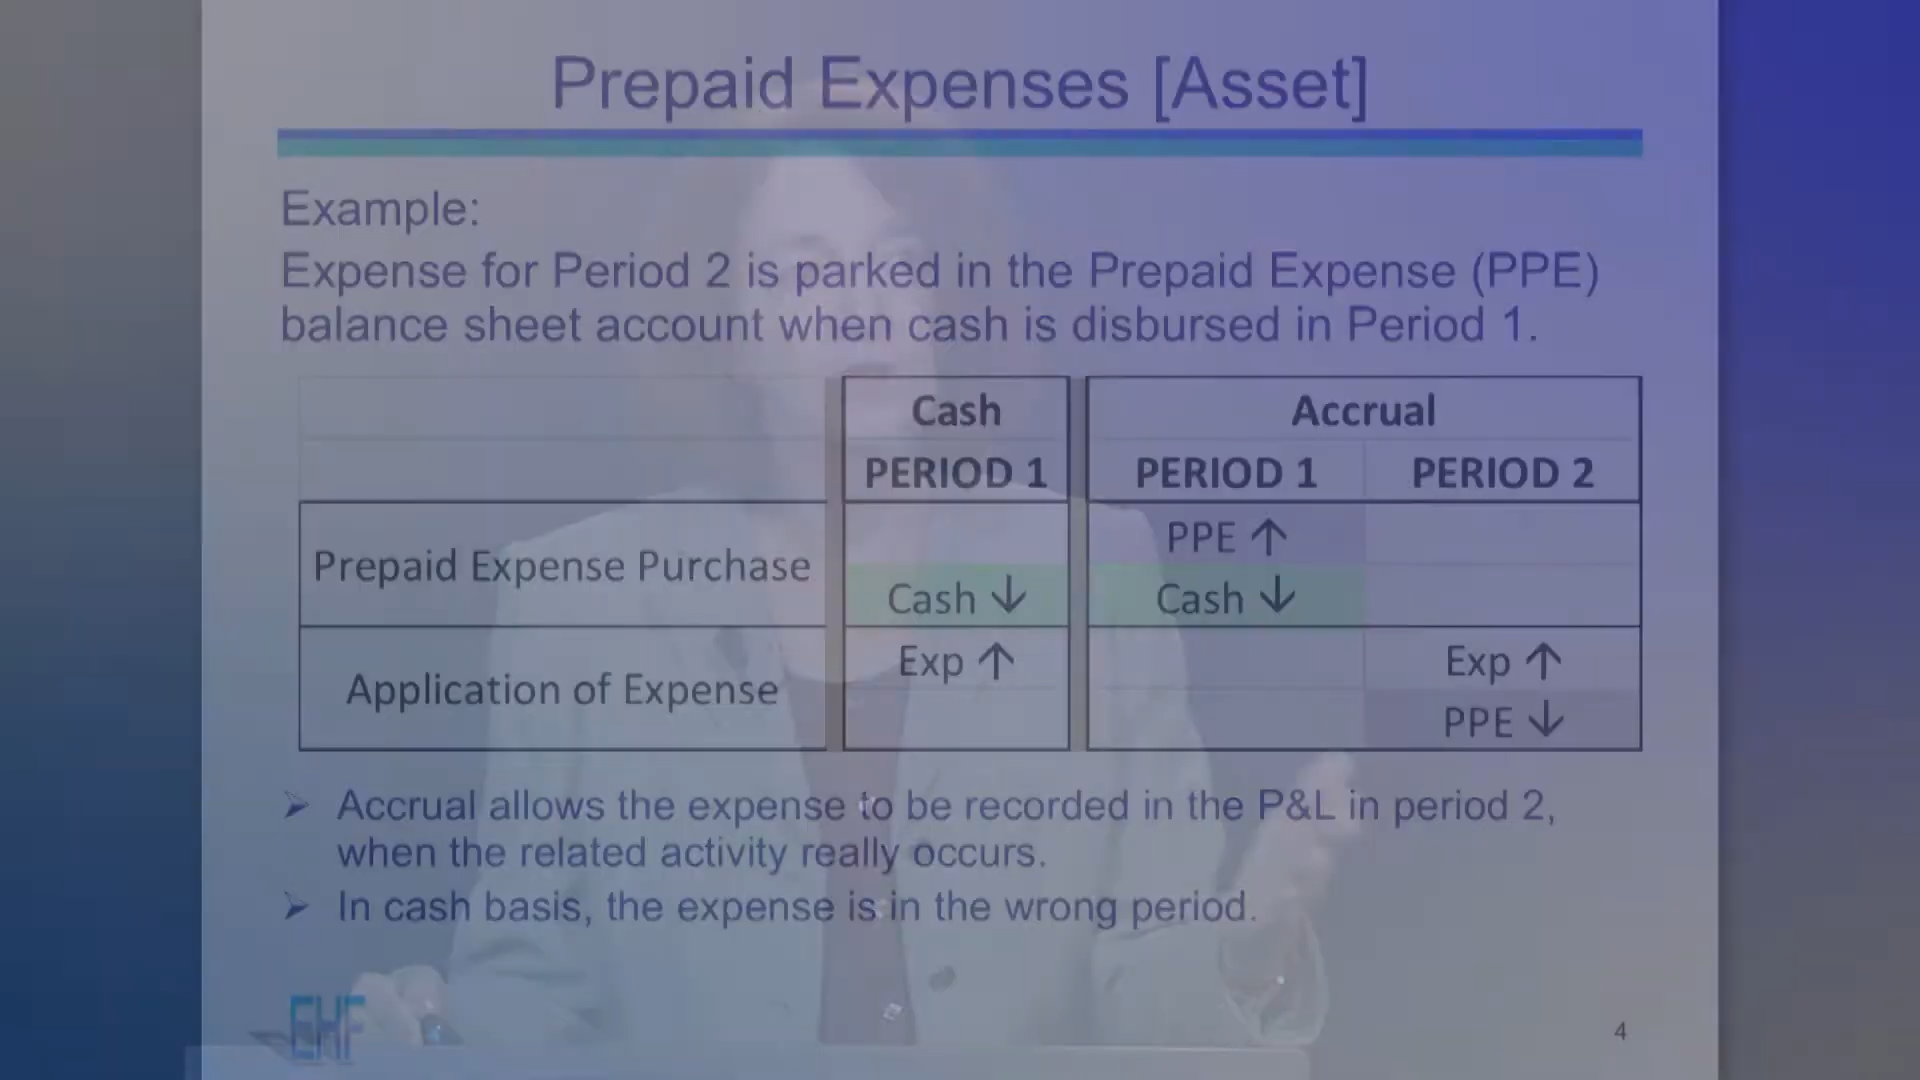 Prepaid Expenses [Asset]
Example:
Expense for Period 2 is parked in the Prepaid Expense (PPE)
balance sheet account when cash is disbursed in Period 1.
Cash Accrual
PERIOD 1 PERIOD 1 PERIOD 2
Prepaid Expense Purchase
PPE ↑
Cash ↓ Cash ↓
Application of Expense
Exp ↑ Exp ↑
PPE ↓
➢ Accrual allows the expense to be recorded in the P&L in period 2,
when the related activity really occurs.
➢ In cash basis, the expense is in the wrong period.
EKF
4